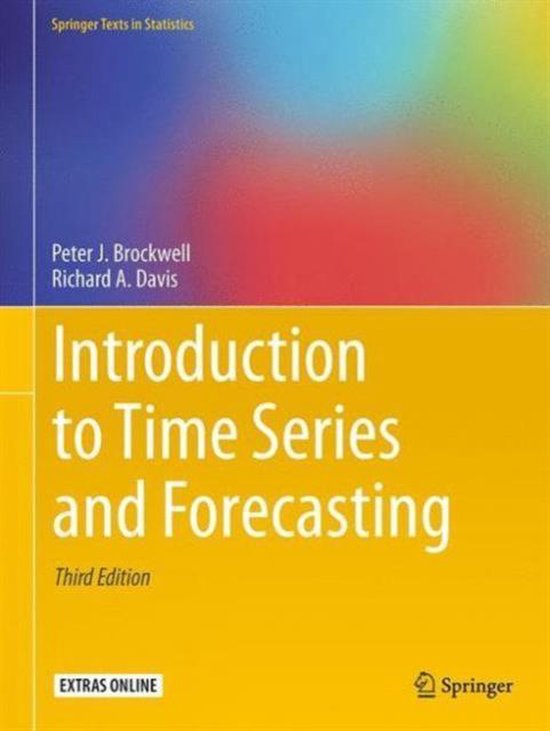 Springer Texts in Statistics
Peter J. Brockwell
Richard A. Davis
Introduction
to Time Series
and Forecasting
Third Edition
EXTRAS ONLINE
Springer